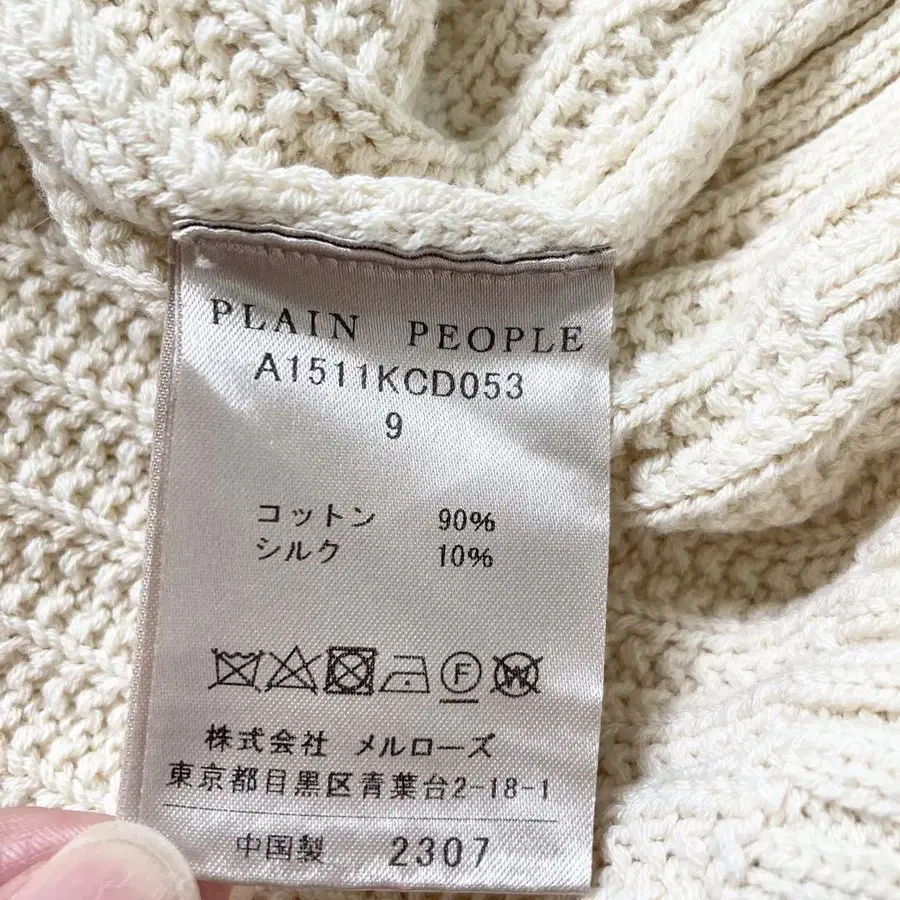 PLAIN PEOPLE
A1511KCD053
9
コットン 90%
シルク 10%
F W
株式会社 メルローズ
東京都目黒区青葉台2-18-1
中国製 2307